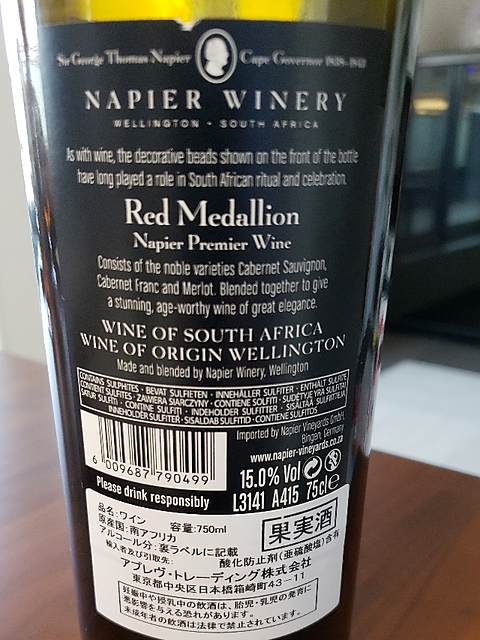 Sir George Thomas Napier Cape Governor 1838-1843
NAPIER WINERY
WELLINGTON - SOUTH AFRICA
As with wine, the decorative beads shown on the front of the bottle
have long played a role in South African ritual and celebration.
Red Medallion
Napier Premier Wine
Consists of the noble varieties Cabernet Sauvignon,
Cabernet Franc and Merlot. Blended together to give
a stunning, age-worthy wine of great elegance.
WINE OF SOUTH AFRICA
WINE OF ORIGIN WELLINGTON
Made and blended by Napier Winery, Wellington
CONTAINS SULPHITES · BEVAT SULFIETEN · INNEHÅLLER SULFITER · ENTHÄLT SULFITE
CONTIENT SULFITES · ZAWIERA SIARCZYNY · CONTIENE SOLFITI · SUDĖTYJE YRA SULFITAI
SATUR SULFĪTI · CONTINE SULFITI · INDEHOLDER SULFITTER · SISÄLTÄÄ SULFIITTEJA
INNEHOLDER SULFITER · SISALDAB SULFITID · CONTIENE SULFITOS
Imported by Napier Vineyards GmbH,
Bingen, Germany
www.napier-vineyards.co.za
6 009687 790499
15.0% Vol
Please drink responsibly
L3141 A415 75cl e
品名:ワイン
原産国:南アフリカ 容量:750ml
果実酒
アルコール分:裏ラベルに記載
酸化防止剤(亜硫酸塩)含有
輸入者及び引取先:
アブレヴ・トレーディング株式会社
東京都中央区日本橋箱崎町43-11
妊娠中や授乳中の飲酒は、胎児・乳児の発育に
悪影響を与える恐れがあります。
未成年者の飲酒は法律で禁止されています。